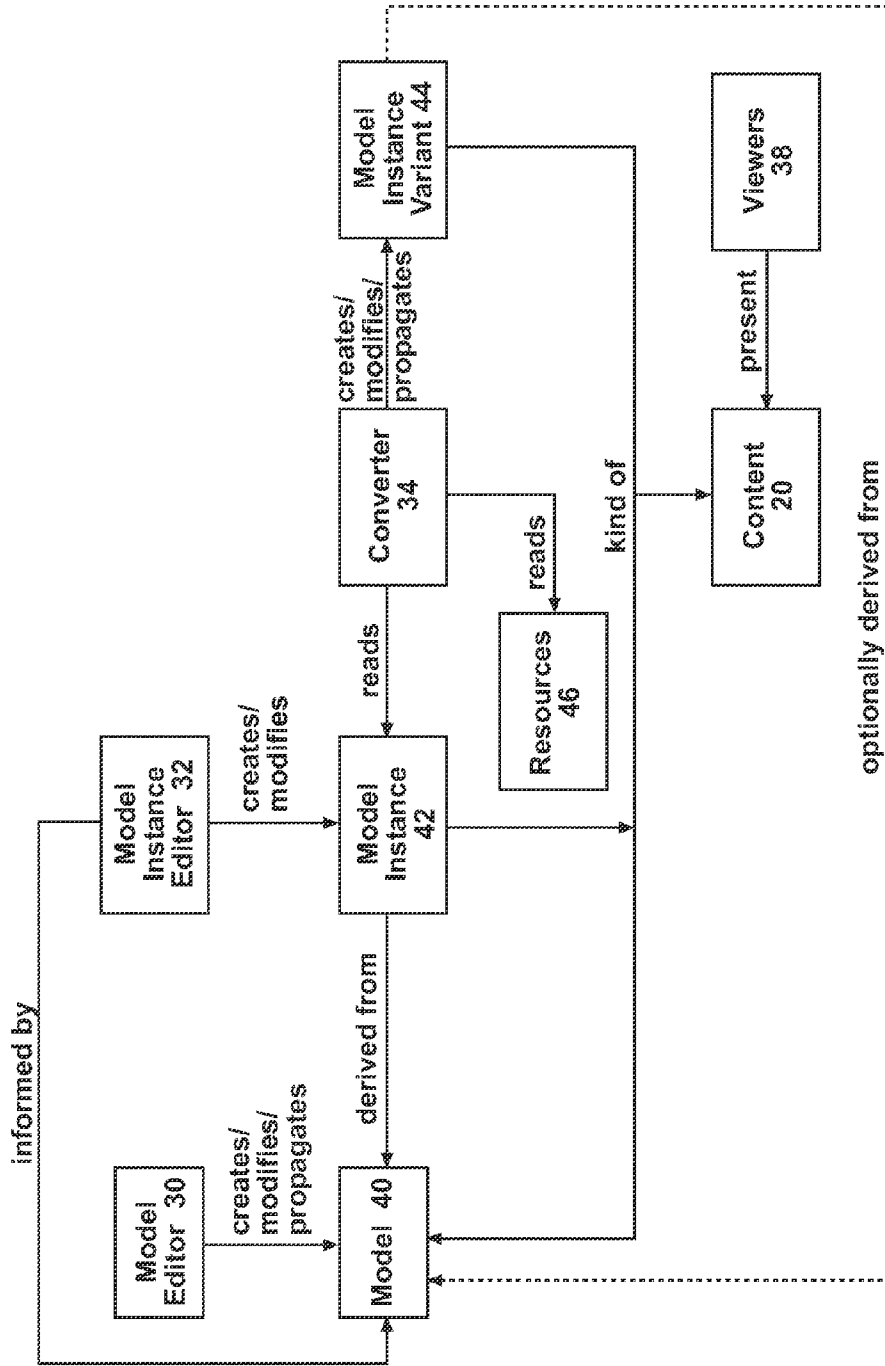 informed by
Model
Editor 30
creates/
modifies/
propagates
Model 40
derived from
Model
Instance
Editor 32
creates/
modifies
Model
Instance
42
reads
Converter
34
reads
Resources
46
creates/
modifies/
propagates
Model
Instance
Variant 44
kind of
Content
20
present
Viewers
38
optionally derived from